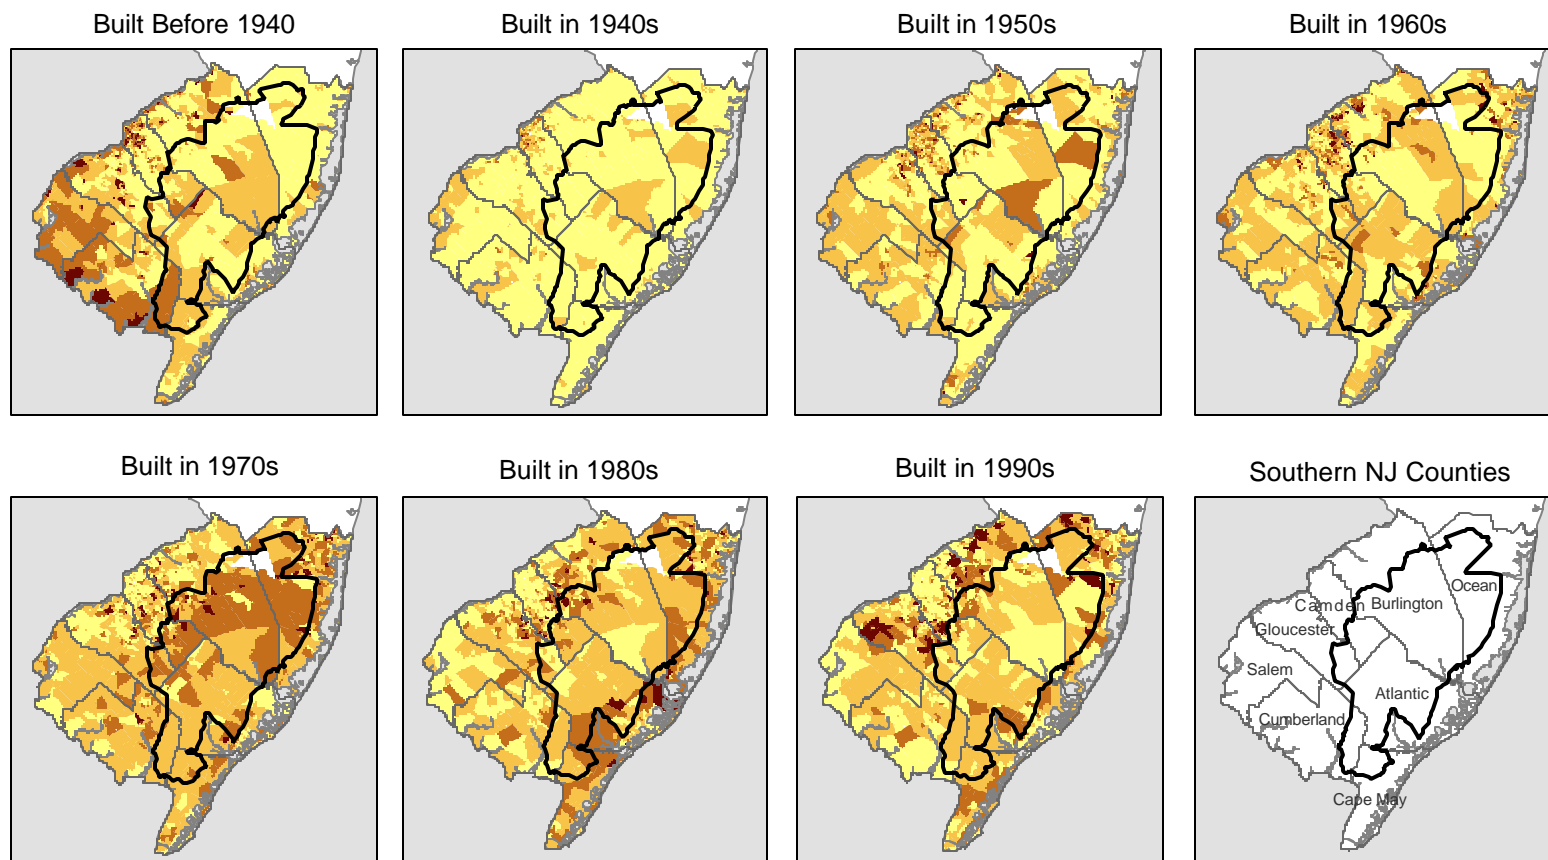 Built Before 1940
Built in 1940s
Built in 1950s
Built in 1960s
Built in 1970s
Built in 1980s
Built in 1990s
Southern NJ Counties
Ocean
Camden
Burlington
Gloucester
Salem
Atlantic
Cumberland
Cape May